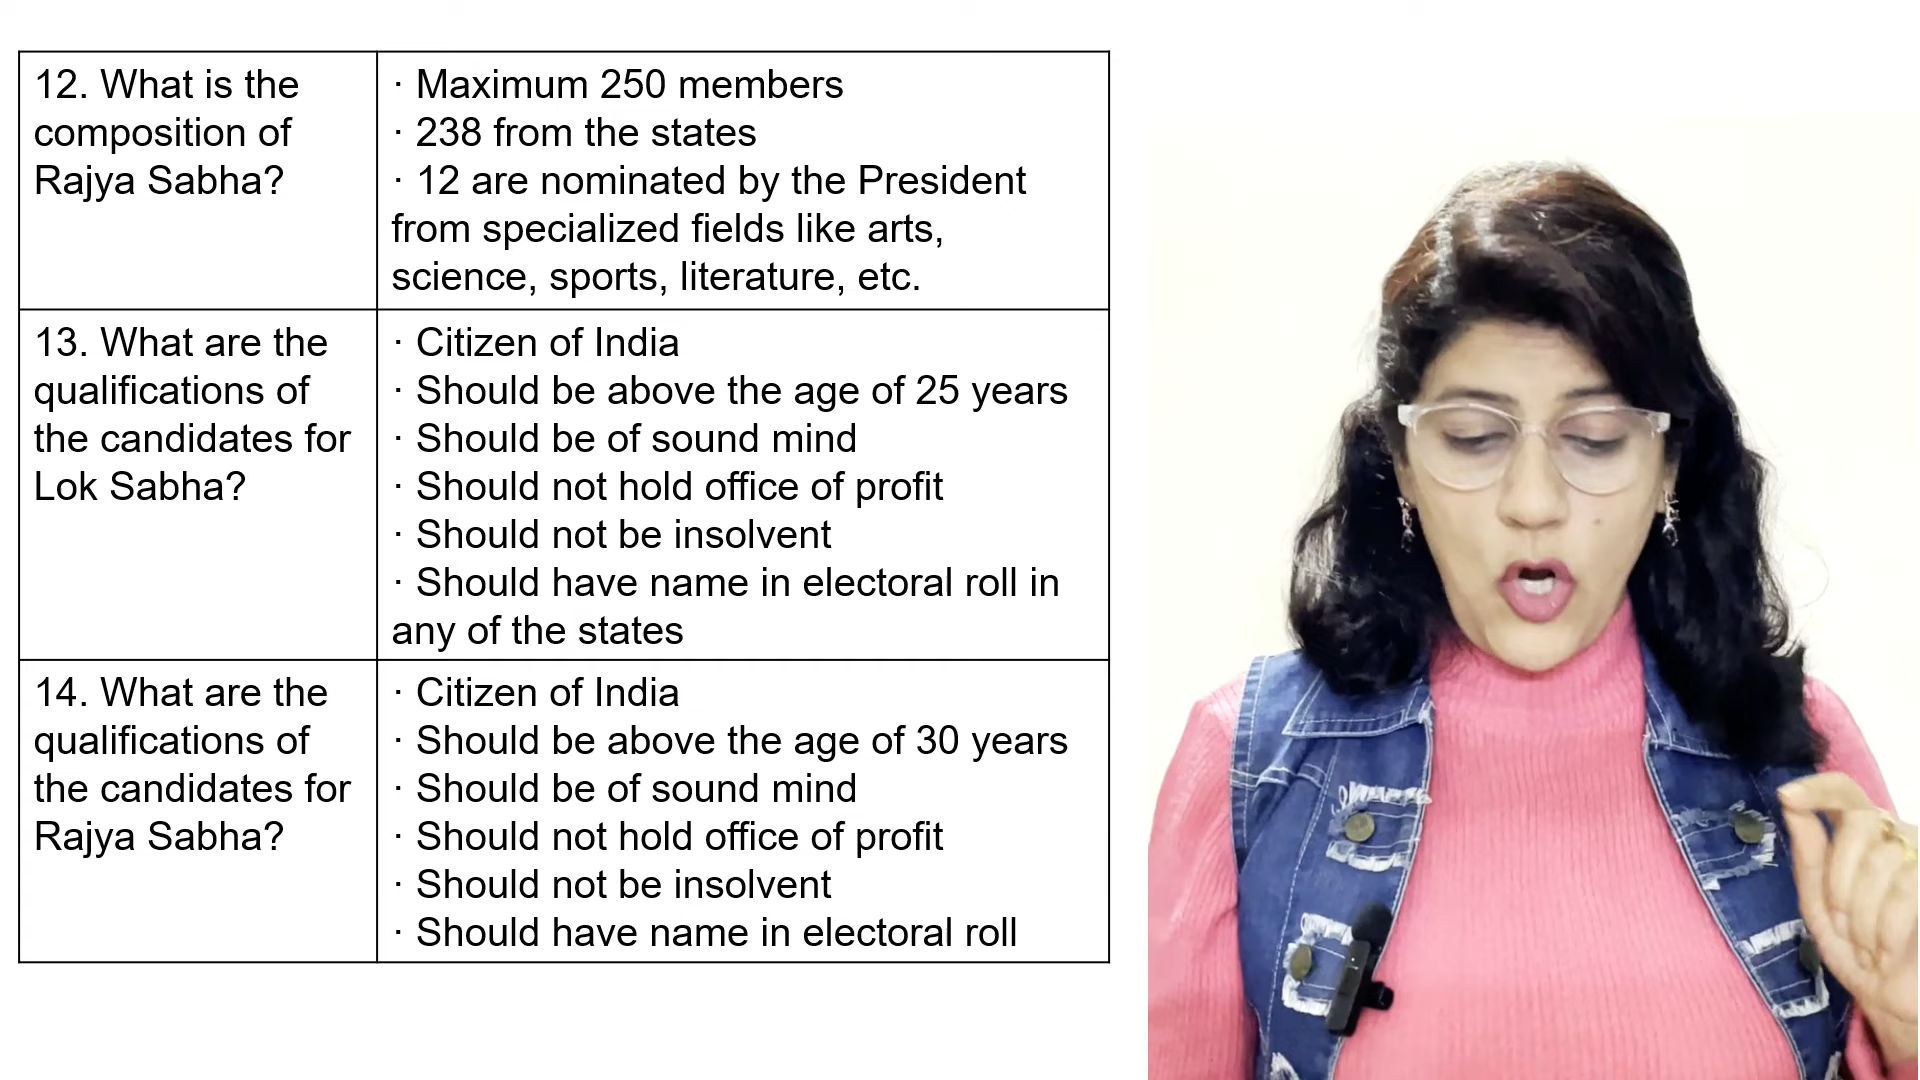 12. What is the
composition of
Rajya Sabha?
· Maximum 250 members
· 238 from the states
· 12 are nominated by the President
from specialized fields like arts,
science, sports, literature, etc.
13. What are the
qualifications of
the candidates for
Lok Sabha?
· Citizen of India
· Should be above the age of 25 years
· Should be of sound mind
· Should not hold office of profit
· Should not be insolvent
· Should have name in electoral roll in
any of the states
14. What are the
qualifications of
the candidates for
Rajya Sabha?
· Citizen of India
· Should be above the age of 30 years
· Should be of sound mind
· Should not hold office of profit
· Should not be insolvent
· Should have name in electoral roll